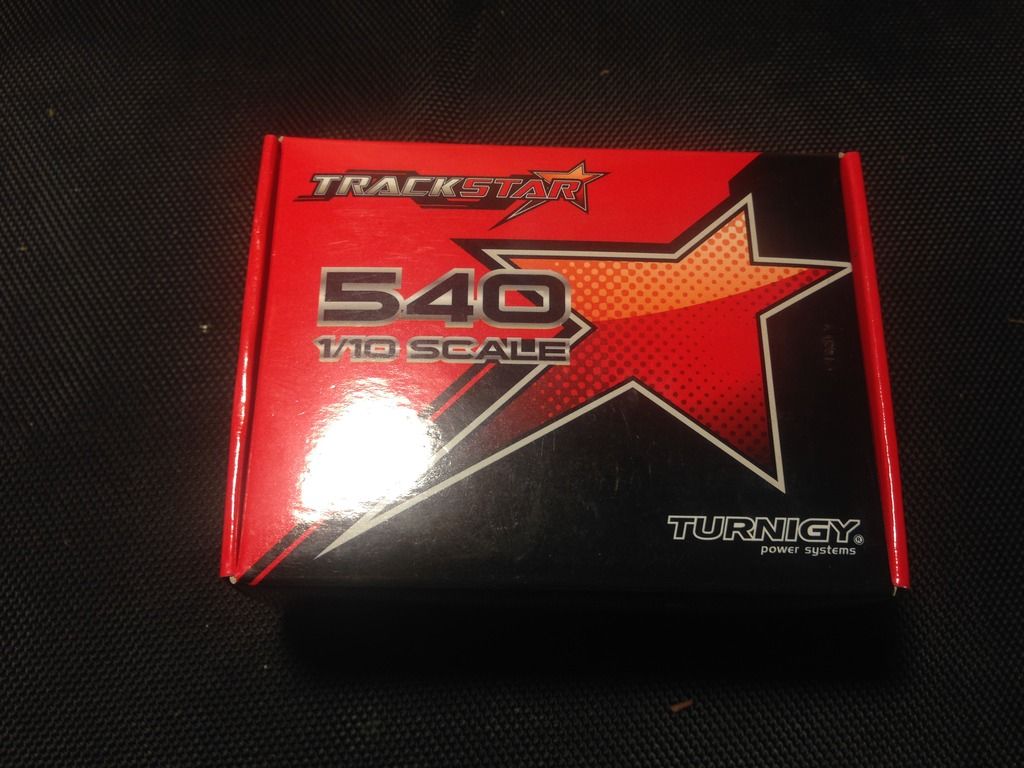 TRACKSTAR
540
1/10 SCALE
TURNIGY®
power systems